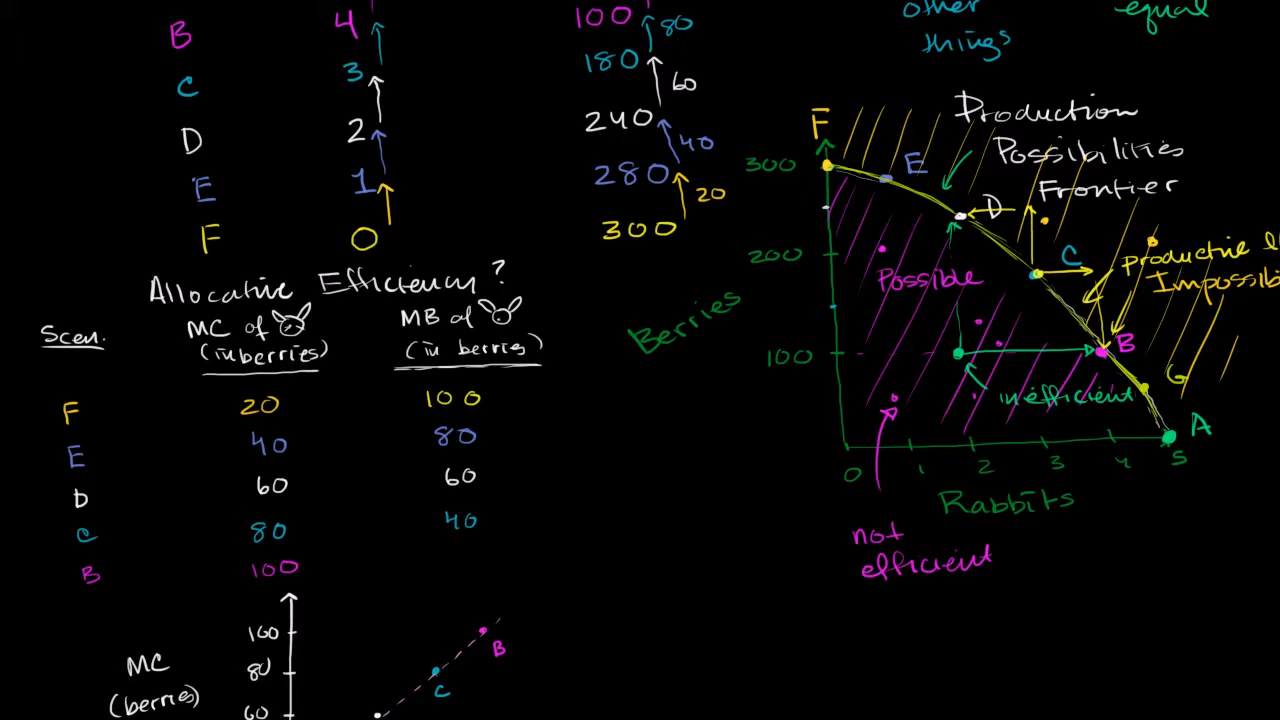 B 4 100 80
C 3 180
60
D 2 240
40
E 1 280
20
F 0 300
other things
equal
Allocative Efficiency?
Scen. MC of (in berries) MB of (in berries)
F 20 100
E 40 80
D 60 60
C 80 40
B 100
MC (berries)
100
80
60
B
C
F
Production
Possibilities
Frontier
300
E
D
C
200
Possible
Impossib
Berries
100
B
inefficient
G
A
0 1 2 3 4 5
Rabbits
not
efficient